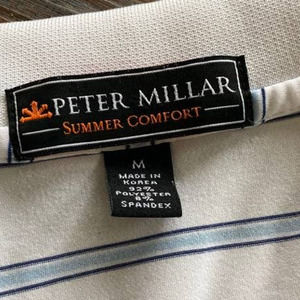 PETER MILLAR
SUMMER COMFORT
M
MADE IN
KOREA
92%
POLYESTER
8%
SPANDEX